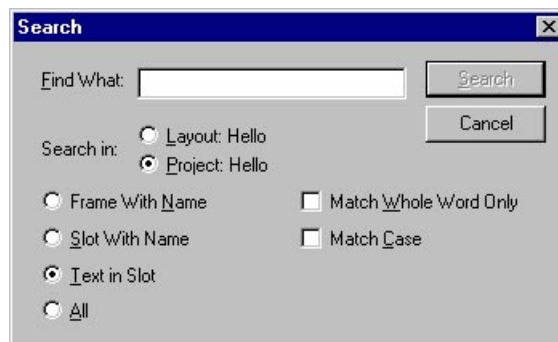 Search
Find What:
Search
Cancel
Search in:
Layout: Hello
Project: Hello
Frame With Name
Match Whole Word Only
Slot With Name
Match Case
Text in Slot
All